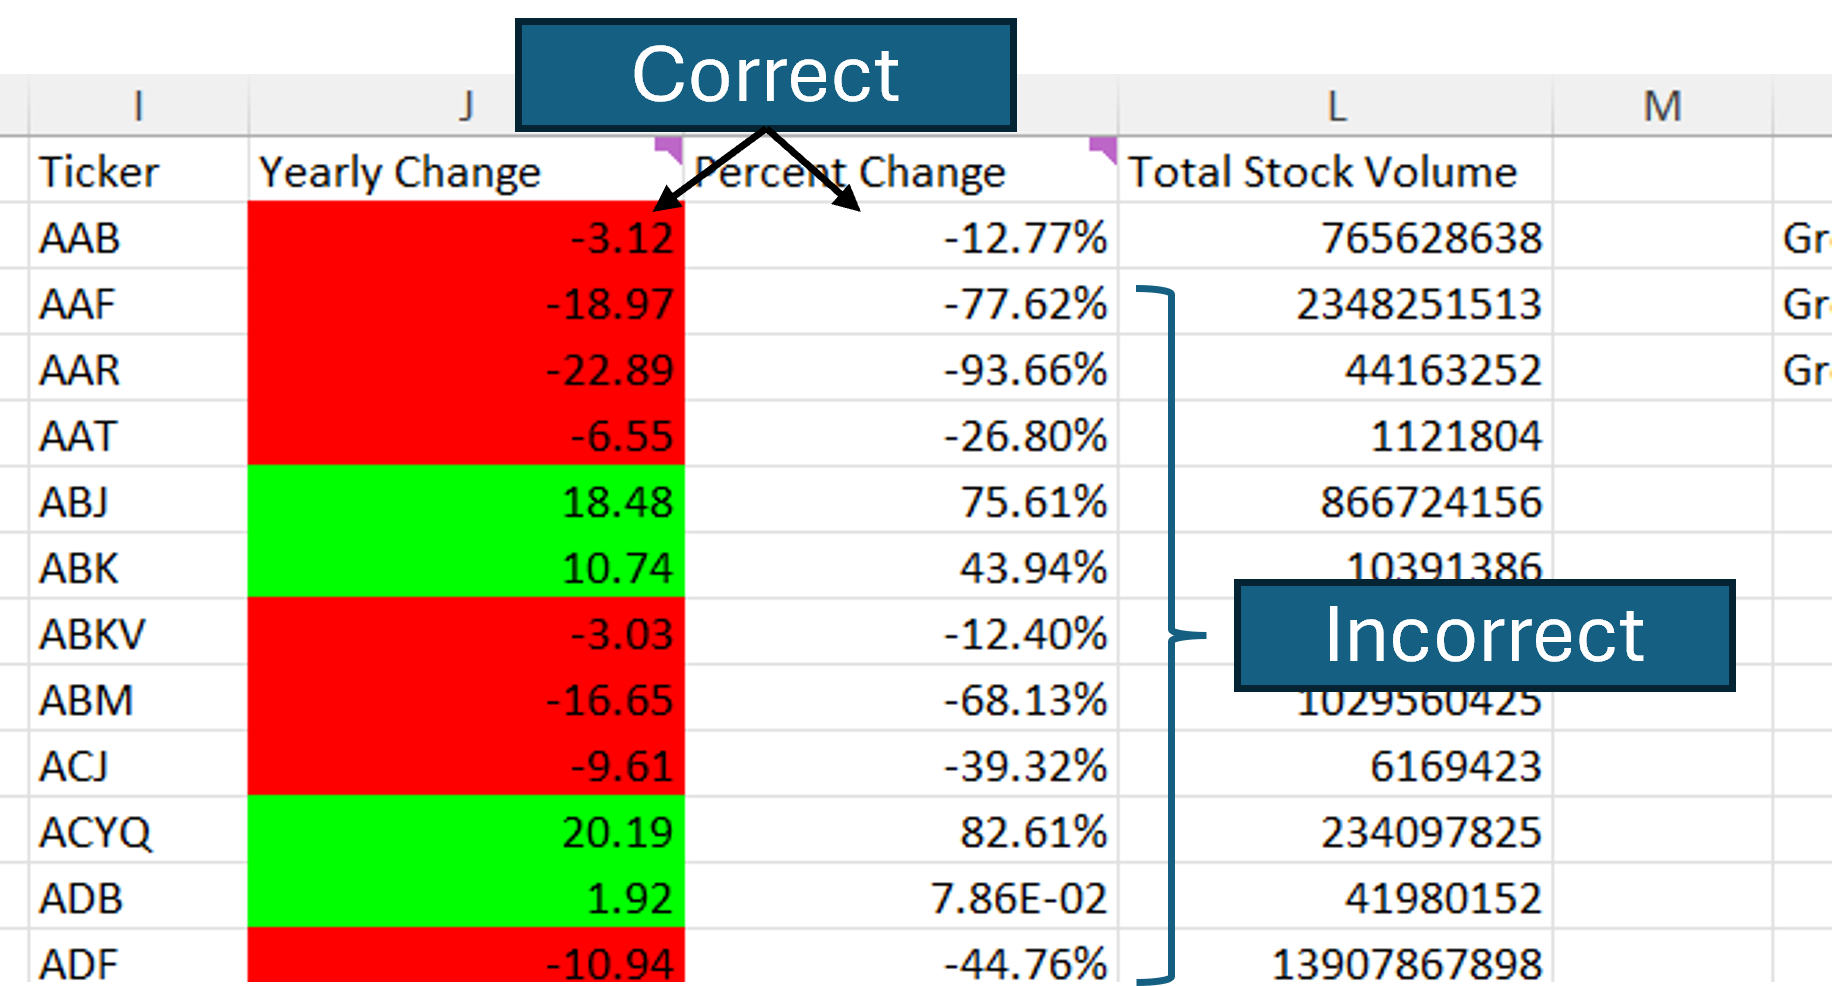 Correct
I J L M
Ticker Yearly Change Percent Change Total Stock Volume
AAB -3.12 -12.77% 765628638 Gr
AAF -18.97 -77.62% 2348251513 Gr
AAR -22.89 -93.66% 44163252 Gr
AAT -6.55 -26.80% 1121804
ABJ 18.48 75.61% 866724156
ABK 10.74 43.94% 10391386
ABKV -3.03 -12.40% Incorrect
ABM -16.65 -68.13% 1029560425
ACJ -9.61 -39.32% 6169423
ACYQ 20.19 82.61% 234097825
ADB 1.92 7.86E-02 41980152
ADF -10.94 -44.76% 13907867898